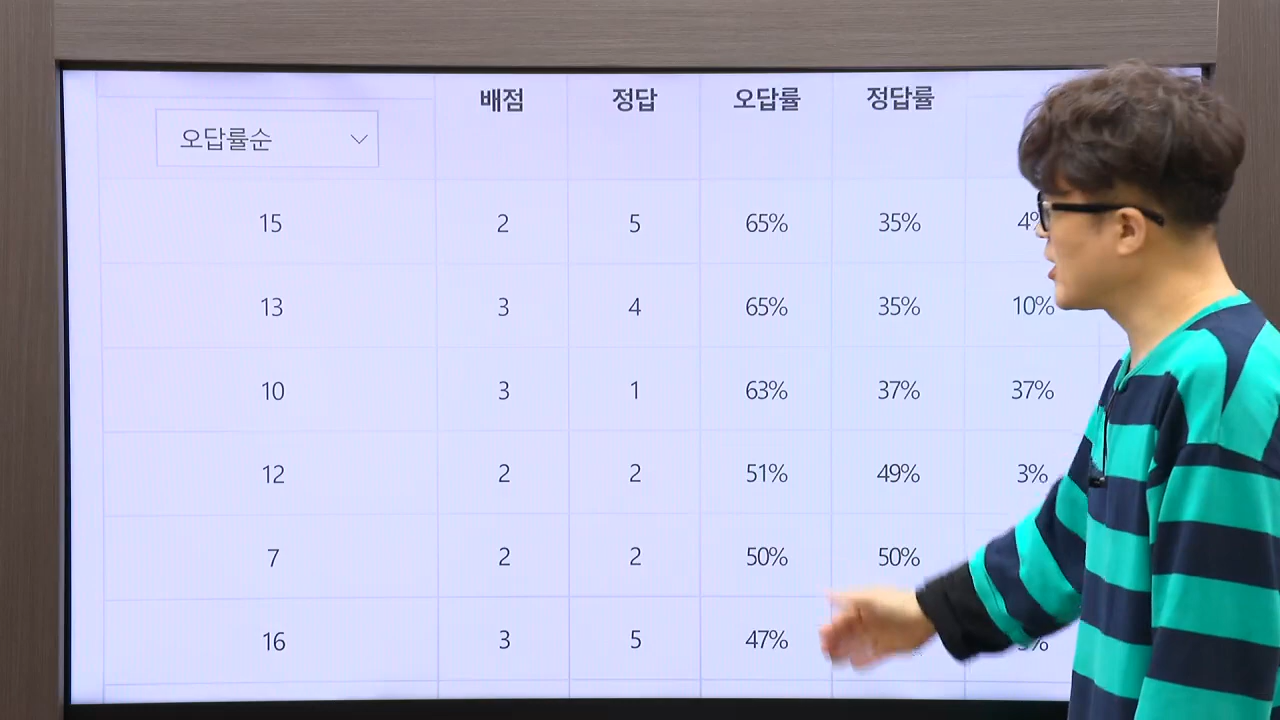 배점 정답 오답률 정답률
오답률순
15 2 5 65% 35%
13 3 4 65% 35% 10%
10 3 1 63% 37% 37%
12 2 2 51% 49% 3%
7 2 2 50% 50%
16 3 5 47%